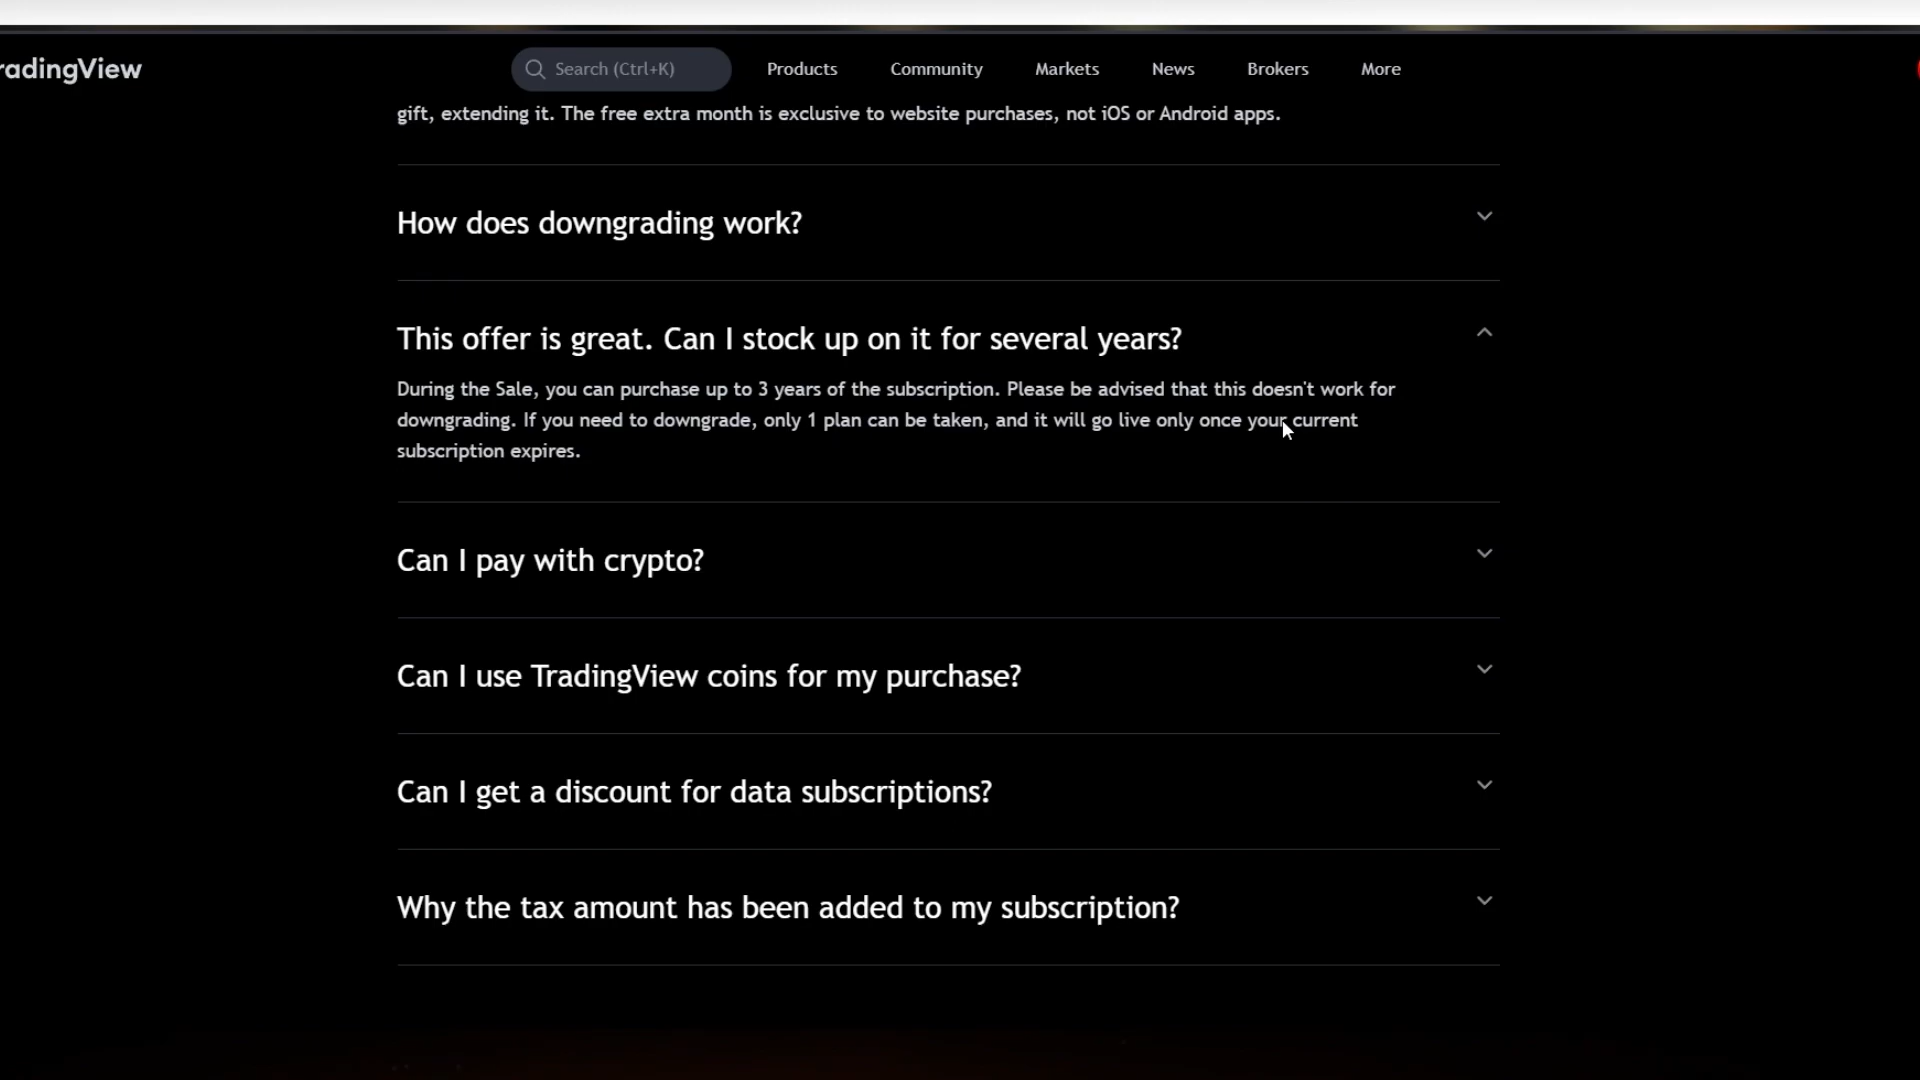 radingView
Search (Ctrl+K)
Products
Community
Markets
News
Brokers
More
gift, extending it. The free extra month is exclusive to website purchases, not iOS or Android apps.
How does downgrading work?
This offer is great. Can I stock up on it for several years?
During the Sale, you can purchase up to 3 years of the subscription. Please be advised that this doesn't work for
downgrading. If you need to downgrade, only 1 plan can be taken, and it will go live only once your current
subscription expires.
Can I pay with crypto?
Can I use TradingView coins for my purchase?
Can I get a discount for data subscriptions?
Why the tax amount has been added to my subscription?